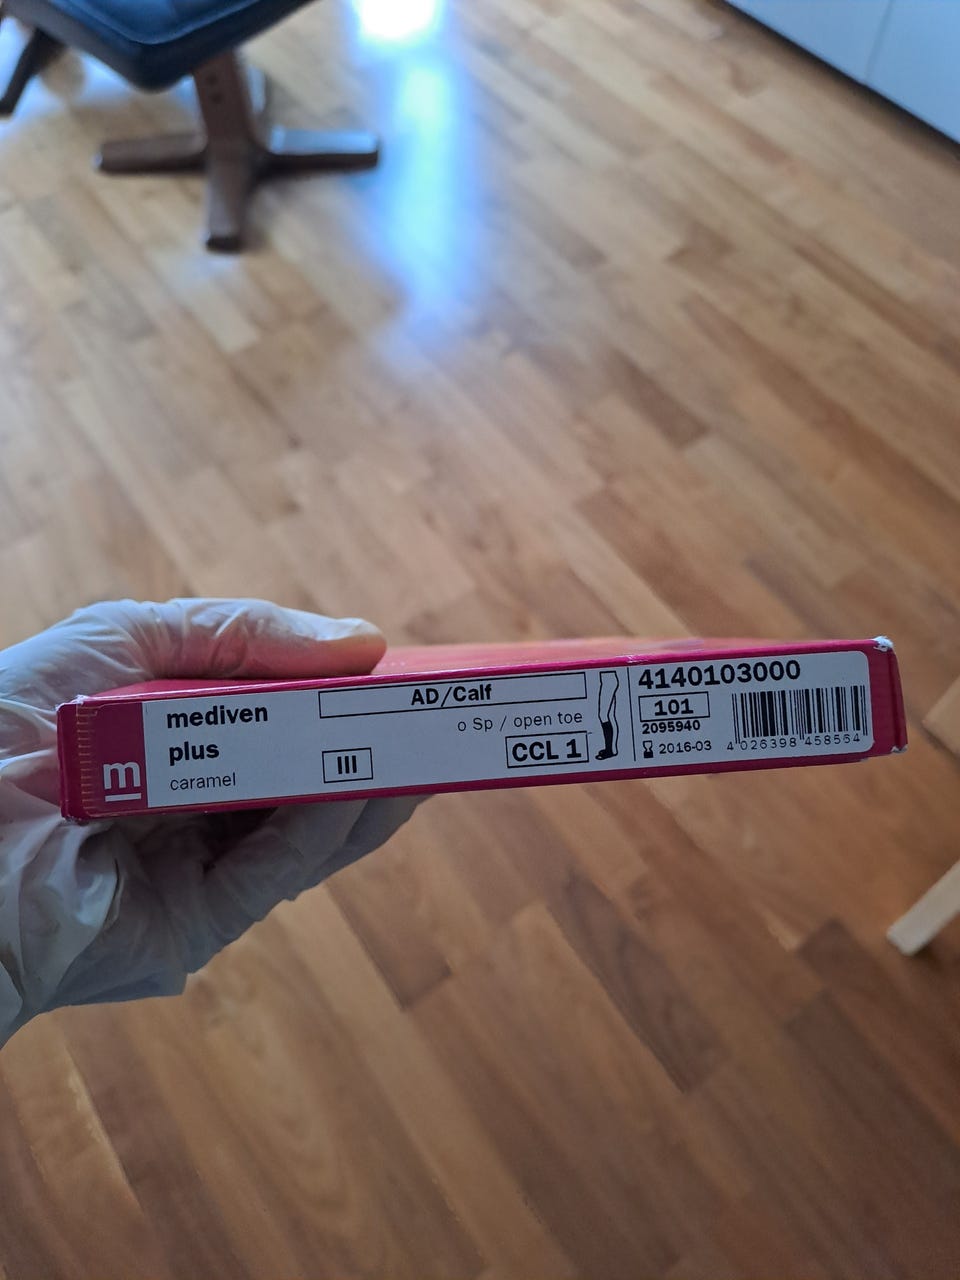 m
mediven
plus
caramel
AD/Calf
o Sp / open toe
III
CCL 1
4140103000
101
2095940
2016-03
4 026398 458564